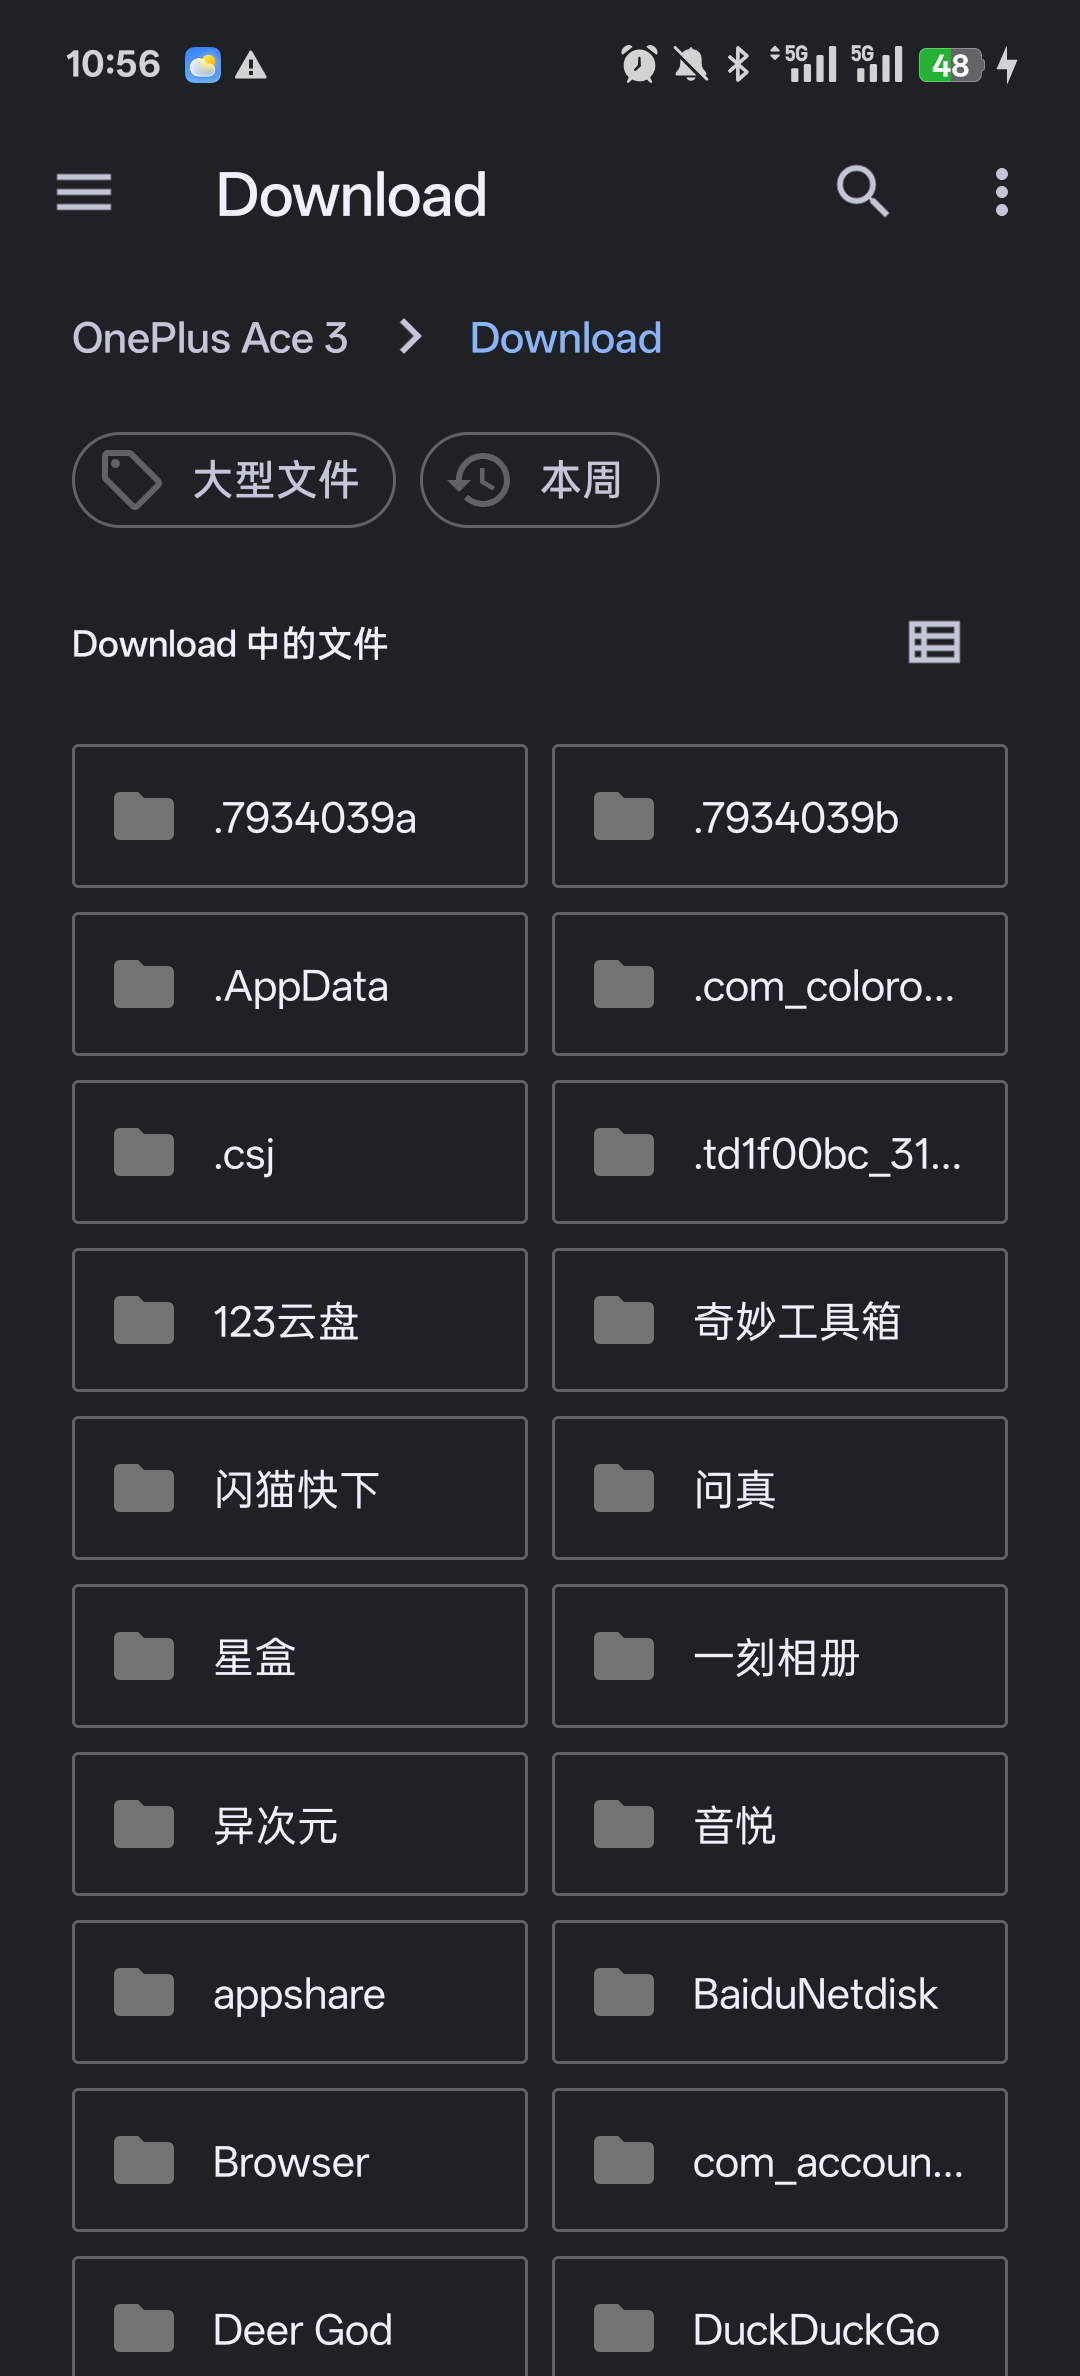 10:56 5G 5G 48
Download
OnePlus Ace 3 Download
大型文件 本周
Download 中的文件
.7934039a .7934039b
.AppData .com_coloro...
.csj .td1f00bc_31...
123云盘 奇妙工具箱
闪猫快下 问真
星盒 一刻相册
异次元 音悦
appshare BaiduNetdisk
Browser com_accoun...
Deer God DuckDuckGo